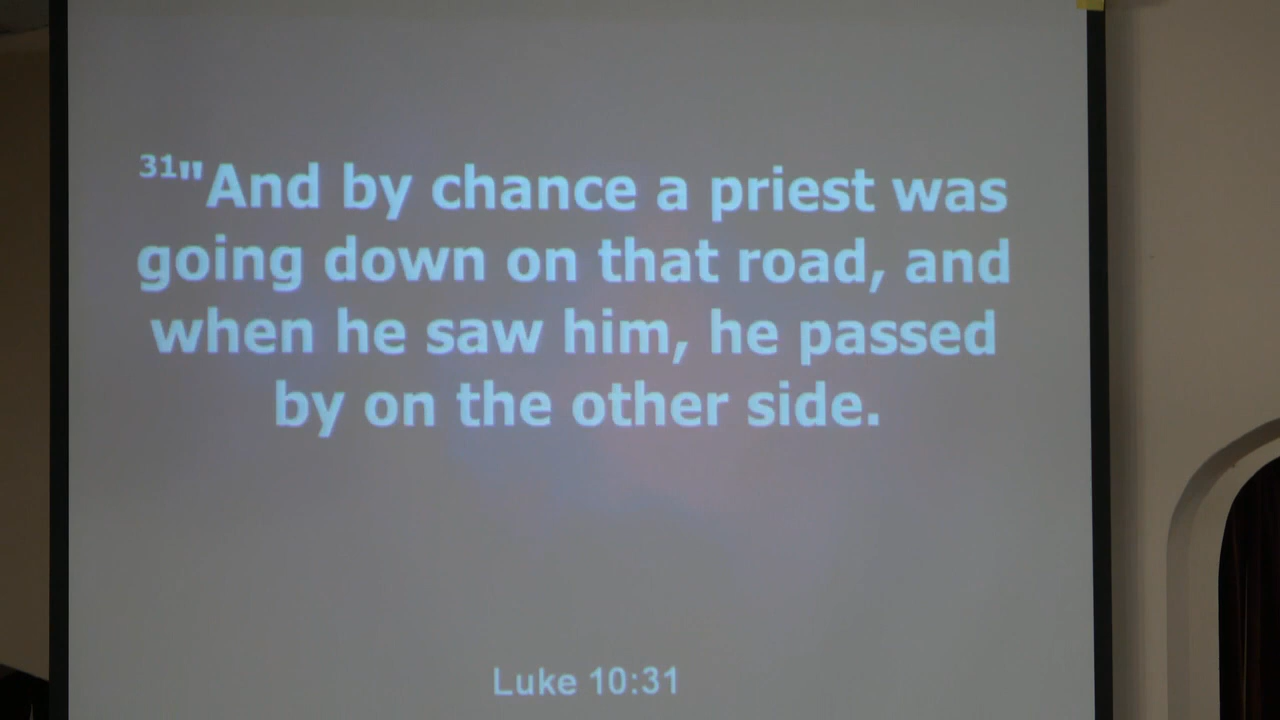 31"And by chance a priest was
going down on that road, and
when he saw him, he passed
by on the other side.
Luke 10:31